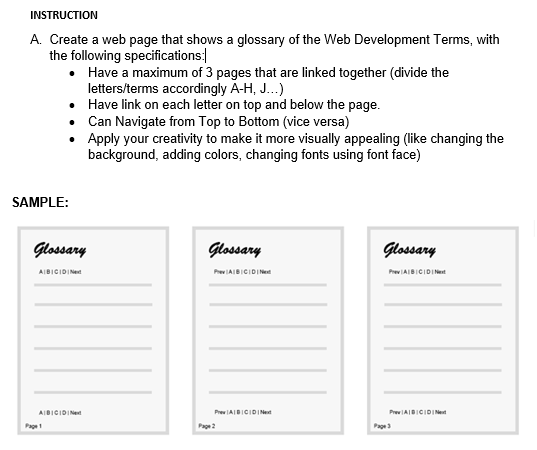 INSTRUCTION
A. Create a web page that shows a glossary of the Web Development Terms, with
the following specifications:
• Have a maximum of 3 pages that are linked together (divide the
letters/terms accordingly A-H, J…)
• Have link on each letter on top and below the page.
• Can Navigate from Top to Bottom (vice versa)
• Apply your creativity to make it more visually appealing (like changing the
background, adding colors, changing fonts using font face)
SAMPLE:
Glossary
A | B | C | D | Next
A | B | C | D | Next
Page 1
Glossary
Prev | A | B | C | D | Next
Prev | A | B | C | D | Next
Page 2
Glossary
Prev | A | B | C | D | Next
Prev | A | B | C | D | Next
Page 3